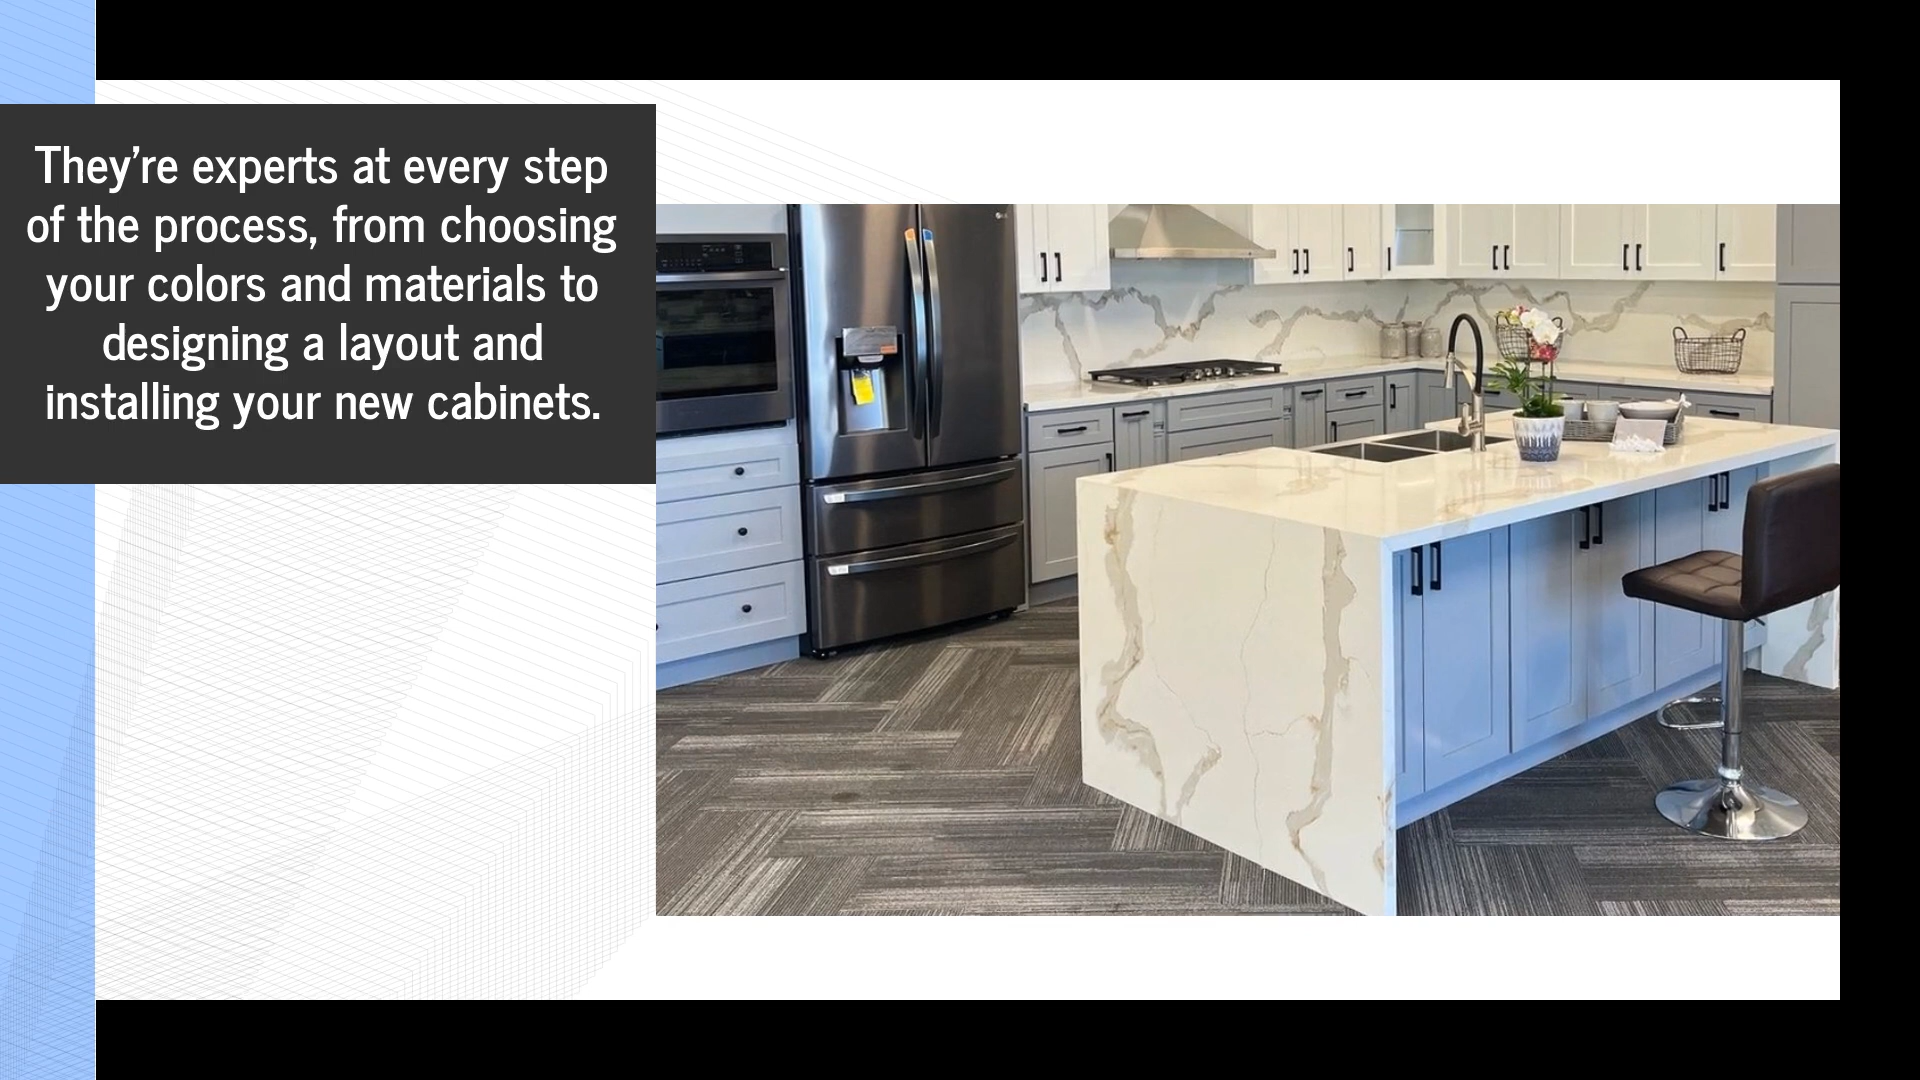 They’re experts at every step
of the process, from choosing
your colors and materials to
designing a layout and
installing your new cabinets.